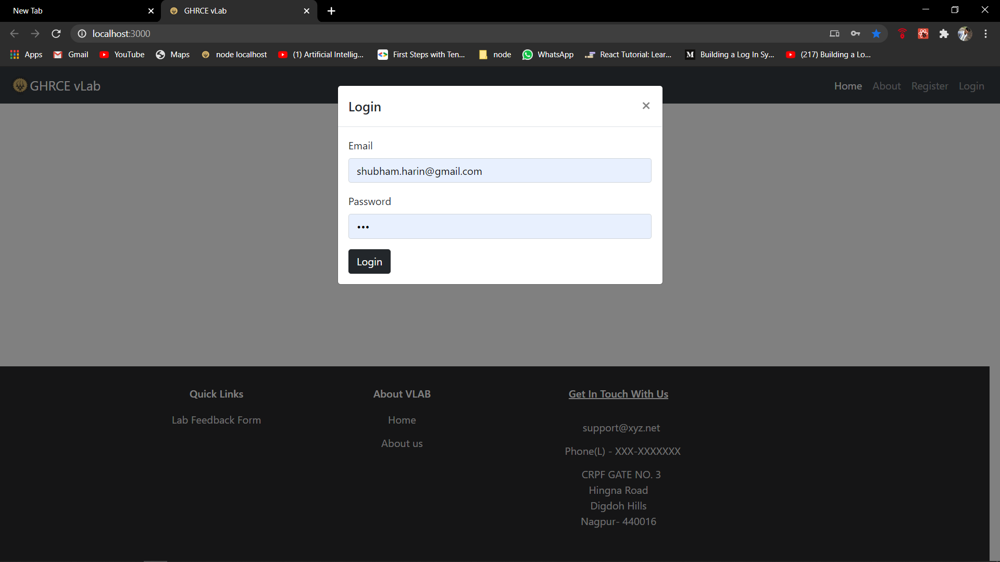 New Tab
GHRCE vLab
localhost:3000
Apps Gmail YouTube Maps node localhost (1) Artificial Intellig... First Steps with Ten... node WhatsApp React Tutorial: Lear... M Building a Log In Sy... (217) Building a Lo...
GHRCE vLab
Home About Register Login
Login
Email
shubham.harin@gmail.com
Password
Login
Quick Links
Lab Feedback Form
About VLAB
Home
About us
Get In Touch With Us
support@xyz.net
Phone(L) - XXX-XXXXXXX
CRPF GATE NO. 3
Hingna Road
Digdoh Hills
Nagpur- 440016